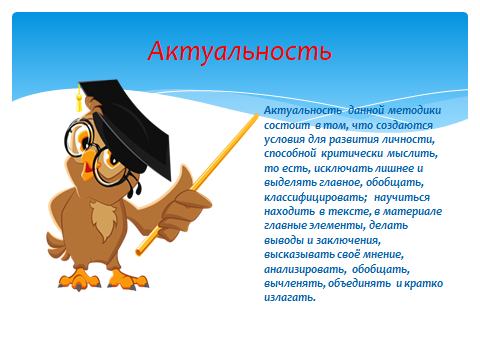 Актуальность
Актуальность данной методики
состоит в том, что создаются
условия для развития личности,
способной критически мыслить,
то есть, исключать лишнее и
выделять главное, обобщать,
классифицировать; научиться
находить в тексте, в материале
главные элементы, делать
выводы и заключения,
высказывать своё мнение,
анализировать, обобщать,
вычленять, объединять и кратко
излагать.